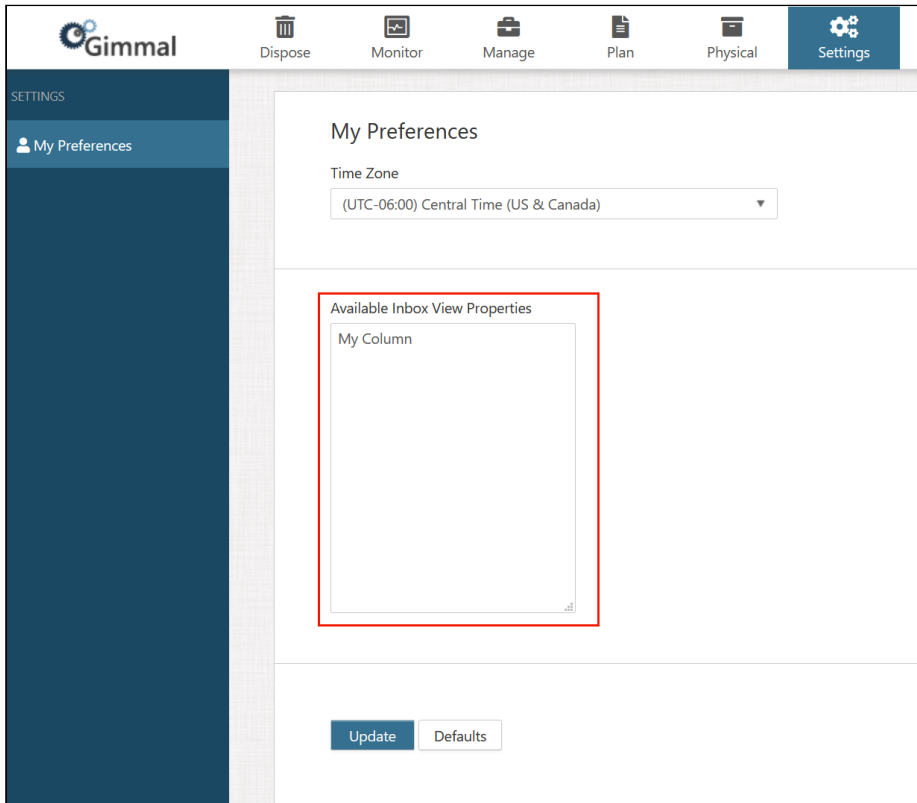 Gimmal
Dispose
Monitor
Manage
Plan
Physical
Settings
SETTINGS
My Preferences
My Preferences
Time Zone
(UTC-06:00) Central Time (US & Canada)
Available Inbox View Properties
My Column
Update
Defaults